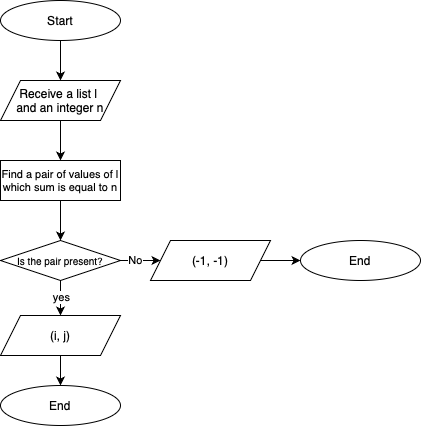 Start
Receive a list l
and an integer n
Find a pair of values of l
which sum is equal to n
Is the pair present?
No
(-1, -1)
End
yes
(i, j)
End